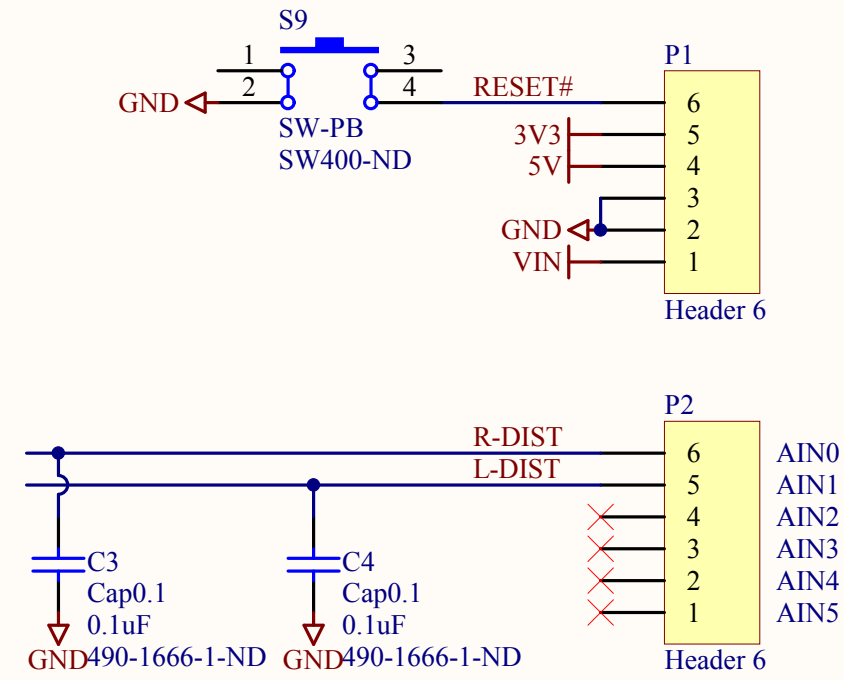 S9
1 3
2 4
GND
SW-PB
SW400-ND
RESET#
3V3
5V
GND
VIN
P1
6
5
4
3
2
1
Header 6
R-DIST
L-DIST
P2
6 AIN0
5 AIN1
4 AIN2
3 AIN3
2 AIN4
1 AIN5
Header 6
C3
Cap0.1
0.1uF
GND 490-1666-1-ND
C4
Cap0.1
0.1uF
GND 490-1666-1-ND